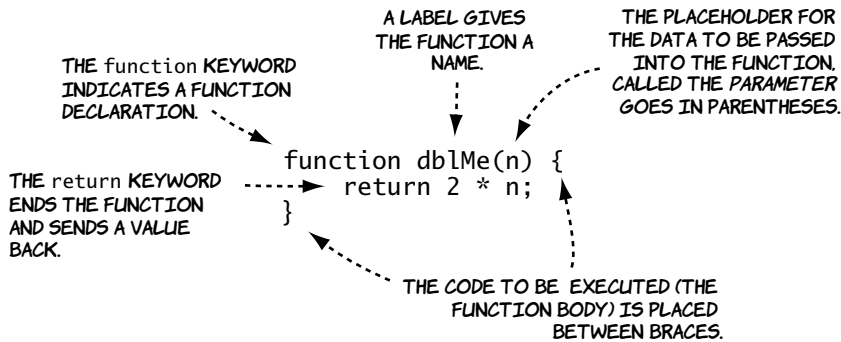 A LABEL GIVES
THE FUNCTION A
NAME.
THE PLACEHOLDER FOR
THE DATA TO BE PASSED
INTO THE FUNCTION,
CALLED THE PARAMETER
GOES IN PARENTHESES.
THE function KEYWORD
INDICATES A FUNCTION
DECLARATION.
function dblMe(n) {
return 2 * n;
}
THE return KEYWORD
ENDS THE FUNCTION
AND SENDS A VALUE
BACK.
THE CODE TO BE EXECUTED (THE
FUNCTION BODY) IS PLACED
BETWEEN BRACES.